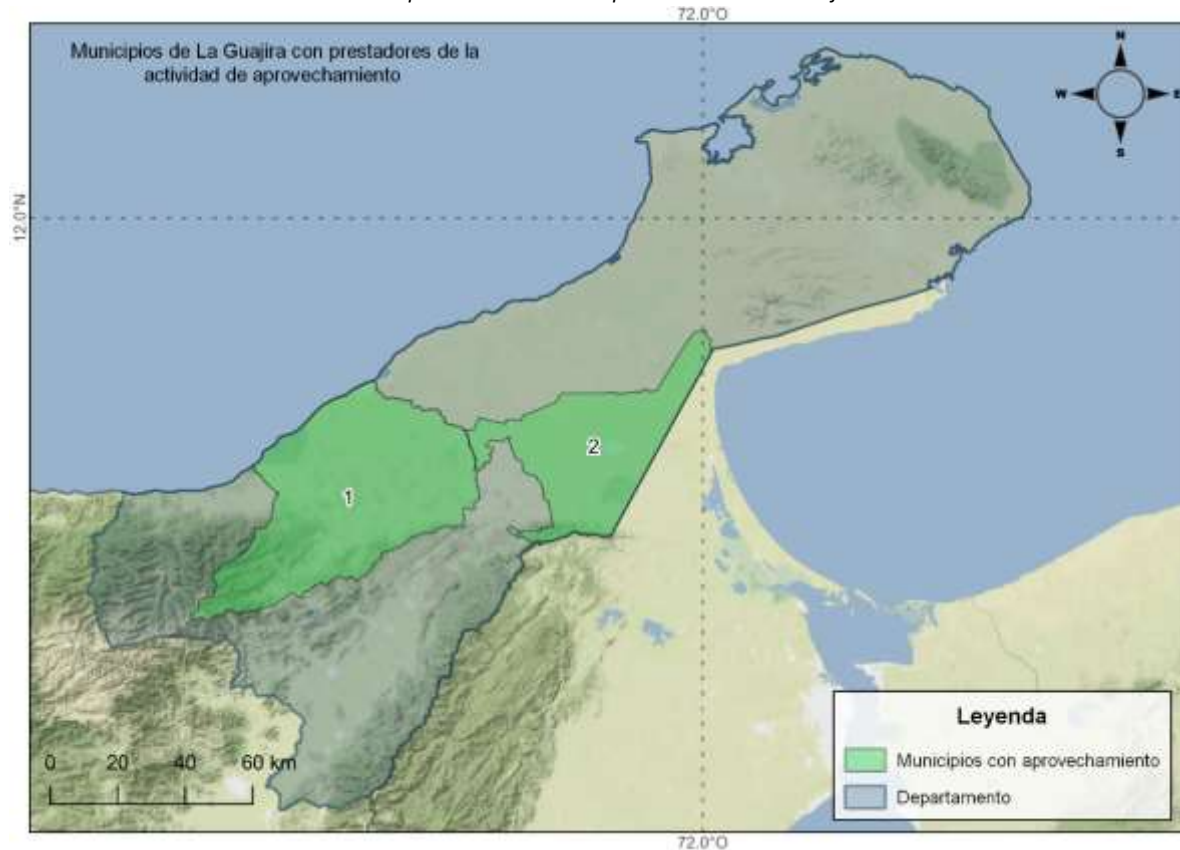 72.0°O
Municipios de La Guajira con prestadores de la
actividad de aprovechamiento
N
W
E
S
12.0°N
2
1
Leyenda
Municipios con aprovechamiento
Departamento
0 20 40 60 km
72.0°O